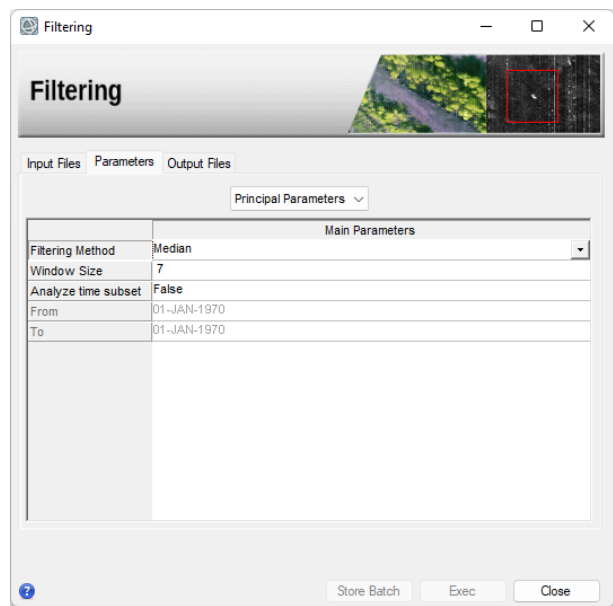 Filtering
Filtering
Input Files Parameters Output Files
Principal Parameters
Main Parameters
Filtering Method Median
Window Size 7
Analyze time subset False
From 01-JAN-1970
To 01-JAN-1970
? Store Batch Exec Close